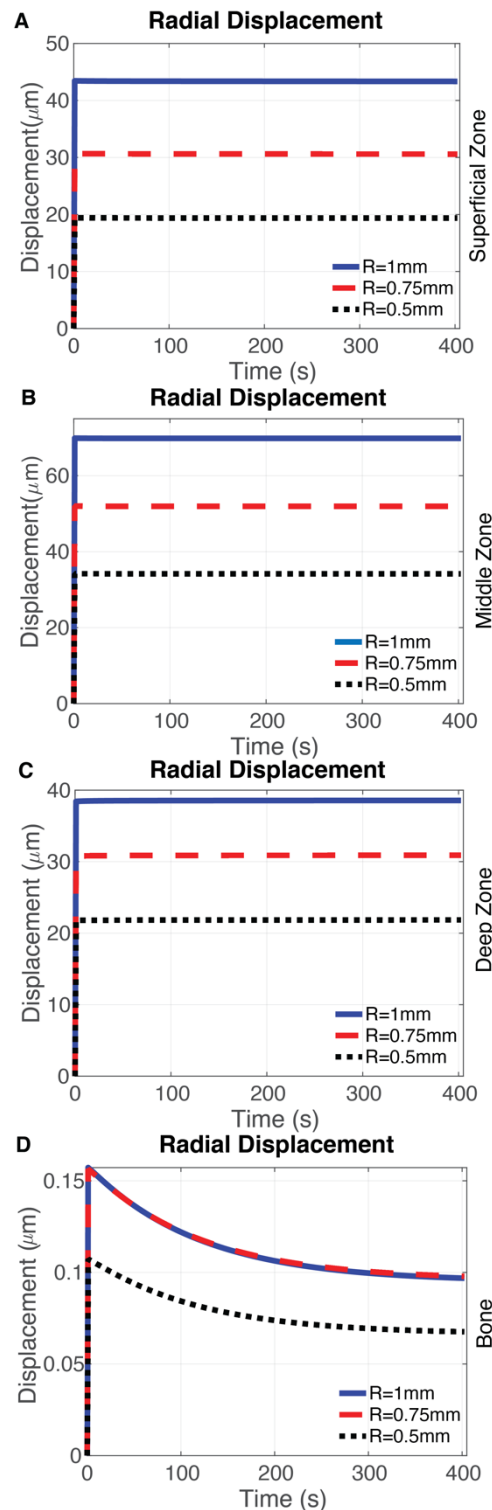 A
Radial Displacement
50
40
30
20
10
0
Displacement(μm)
Superficial Zone
R=1mm
R=0.75mm
R=0.5mm
0 100 200 300 400
Time (s)
B
Radial Displacement
60
40
20
0
Displacement(μm)
Middle Zone
R=1mm
R=0.75mm
R=0.5mm
0 100 200 300 400
Time (s)
C
Radial Displacement
40
30
20
10
0
Displacement (μm)
Deep Zone
R=1mm
R=0.75mm
R=0.5mm
0 100 200 300 400
Time (s)
D
Radial Displacement
0.15
0.1
0.05
0
Displacement (μm)
Bone
R=1mm
R=0.75mm
R=0.5mm
0 100 200 300 400
Time (s)